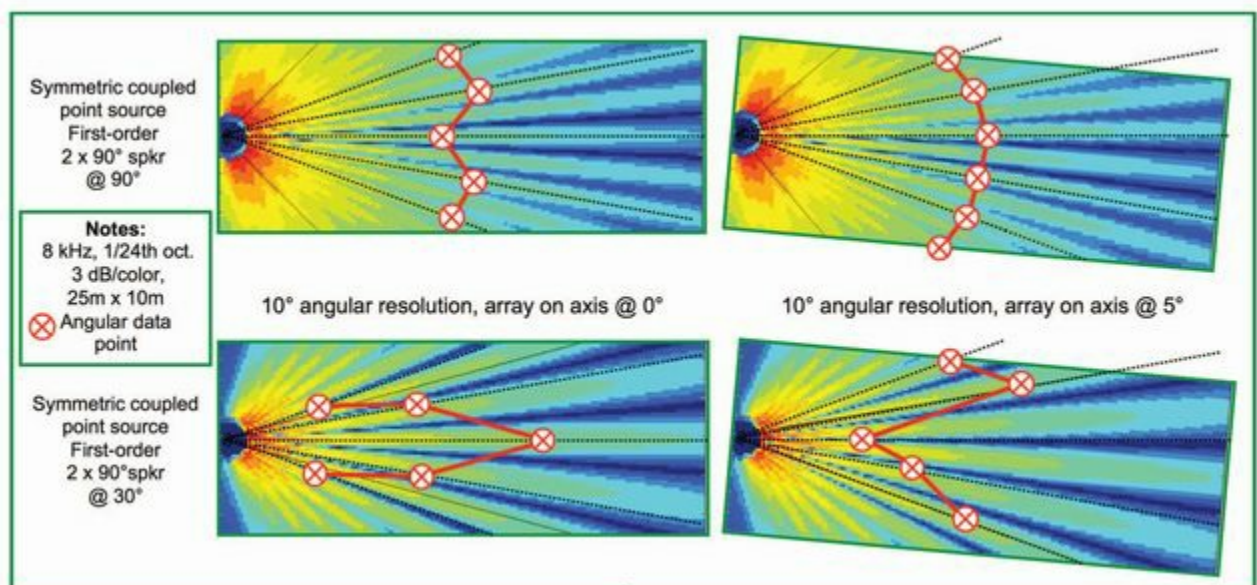 Symmetric coupled
point source
First-order
2 x 90° spkr
@ 90°
Notes:
8 kHz, 1/24th oct.
3 dB/color,
25m x 10m
Angular data
point
10° angular resolution, array on axis @ 0°
10° angular resolution, array on axis @ 5°
Symmetric coupled
point source
First-order
2 x 90°spkr
@ 30°